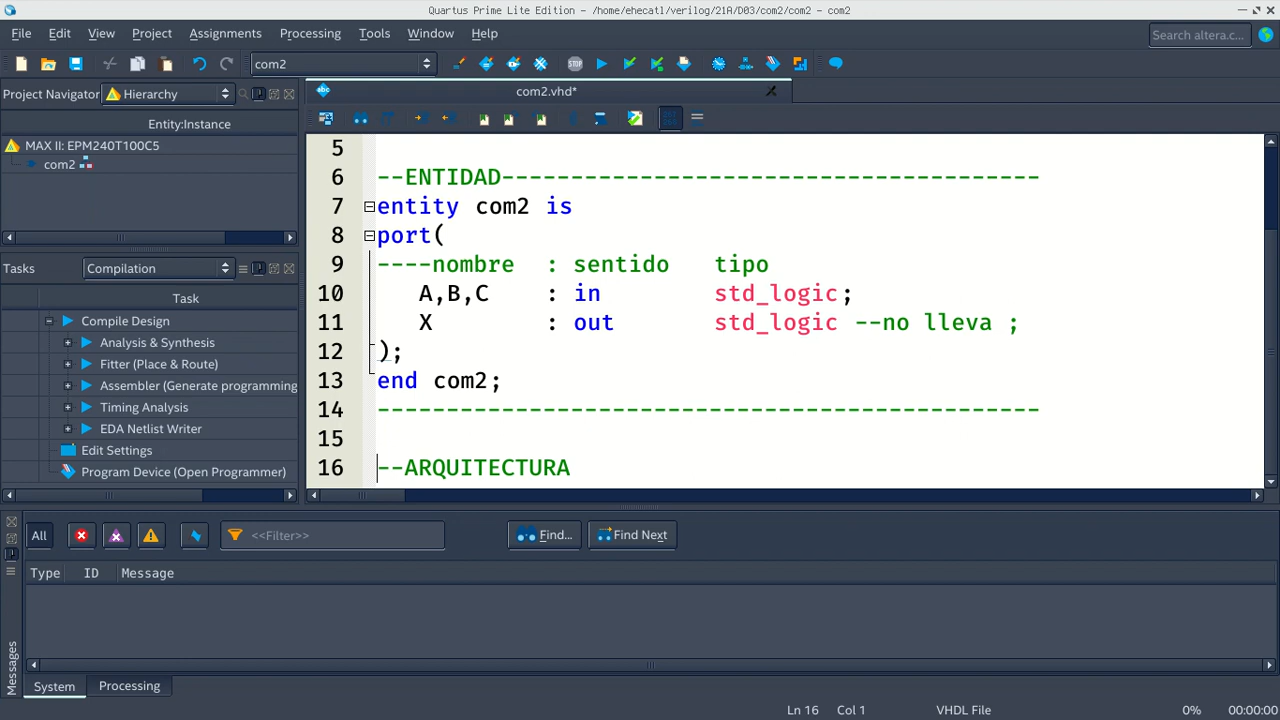 Quartus Prime Lite Edition - /home/ehecatl/verilog/21A/D03/com2/com2 - com2
File Edit View Project Assignments Processing Tools Window Help
Search altera.c...
com2
Project Navigator Hierarchy
com2.vhd*
Entity:Instance
MAX II: EPM240T100C5
com2
Tasks Compilation
Task
Compile Design
Analysis & Synthesis
Fitter (Place & Route)
Assembler (Generate programming
Timing Analysis
EDA Netlist Writer
Edit Settings
Program Device (Open Programmer)
5
6 --ENTIDAD---------------------------------------
7 entity com2 is
8 port(
9 ----nombre : sentido tipo
10 A,B,C : in std_logic;
11 X : out std_logic --no lleva ;
12 );
13 end com2;
14 ------------------------------------------------
15
16 --ARQUITECTURA
All <<Filter>> Find... Find Next
Type ID Message
Messages
System Processing
Ln 16 Col 1 VHDL File 0% 00:00:00